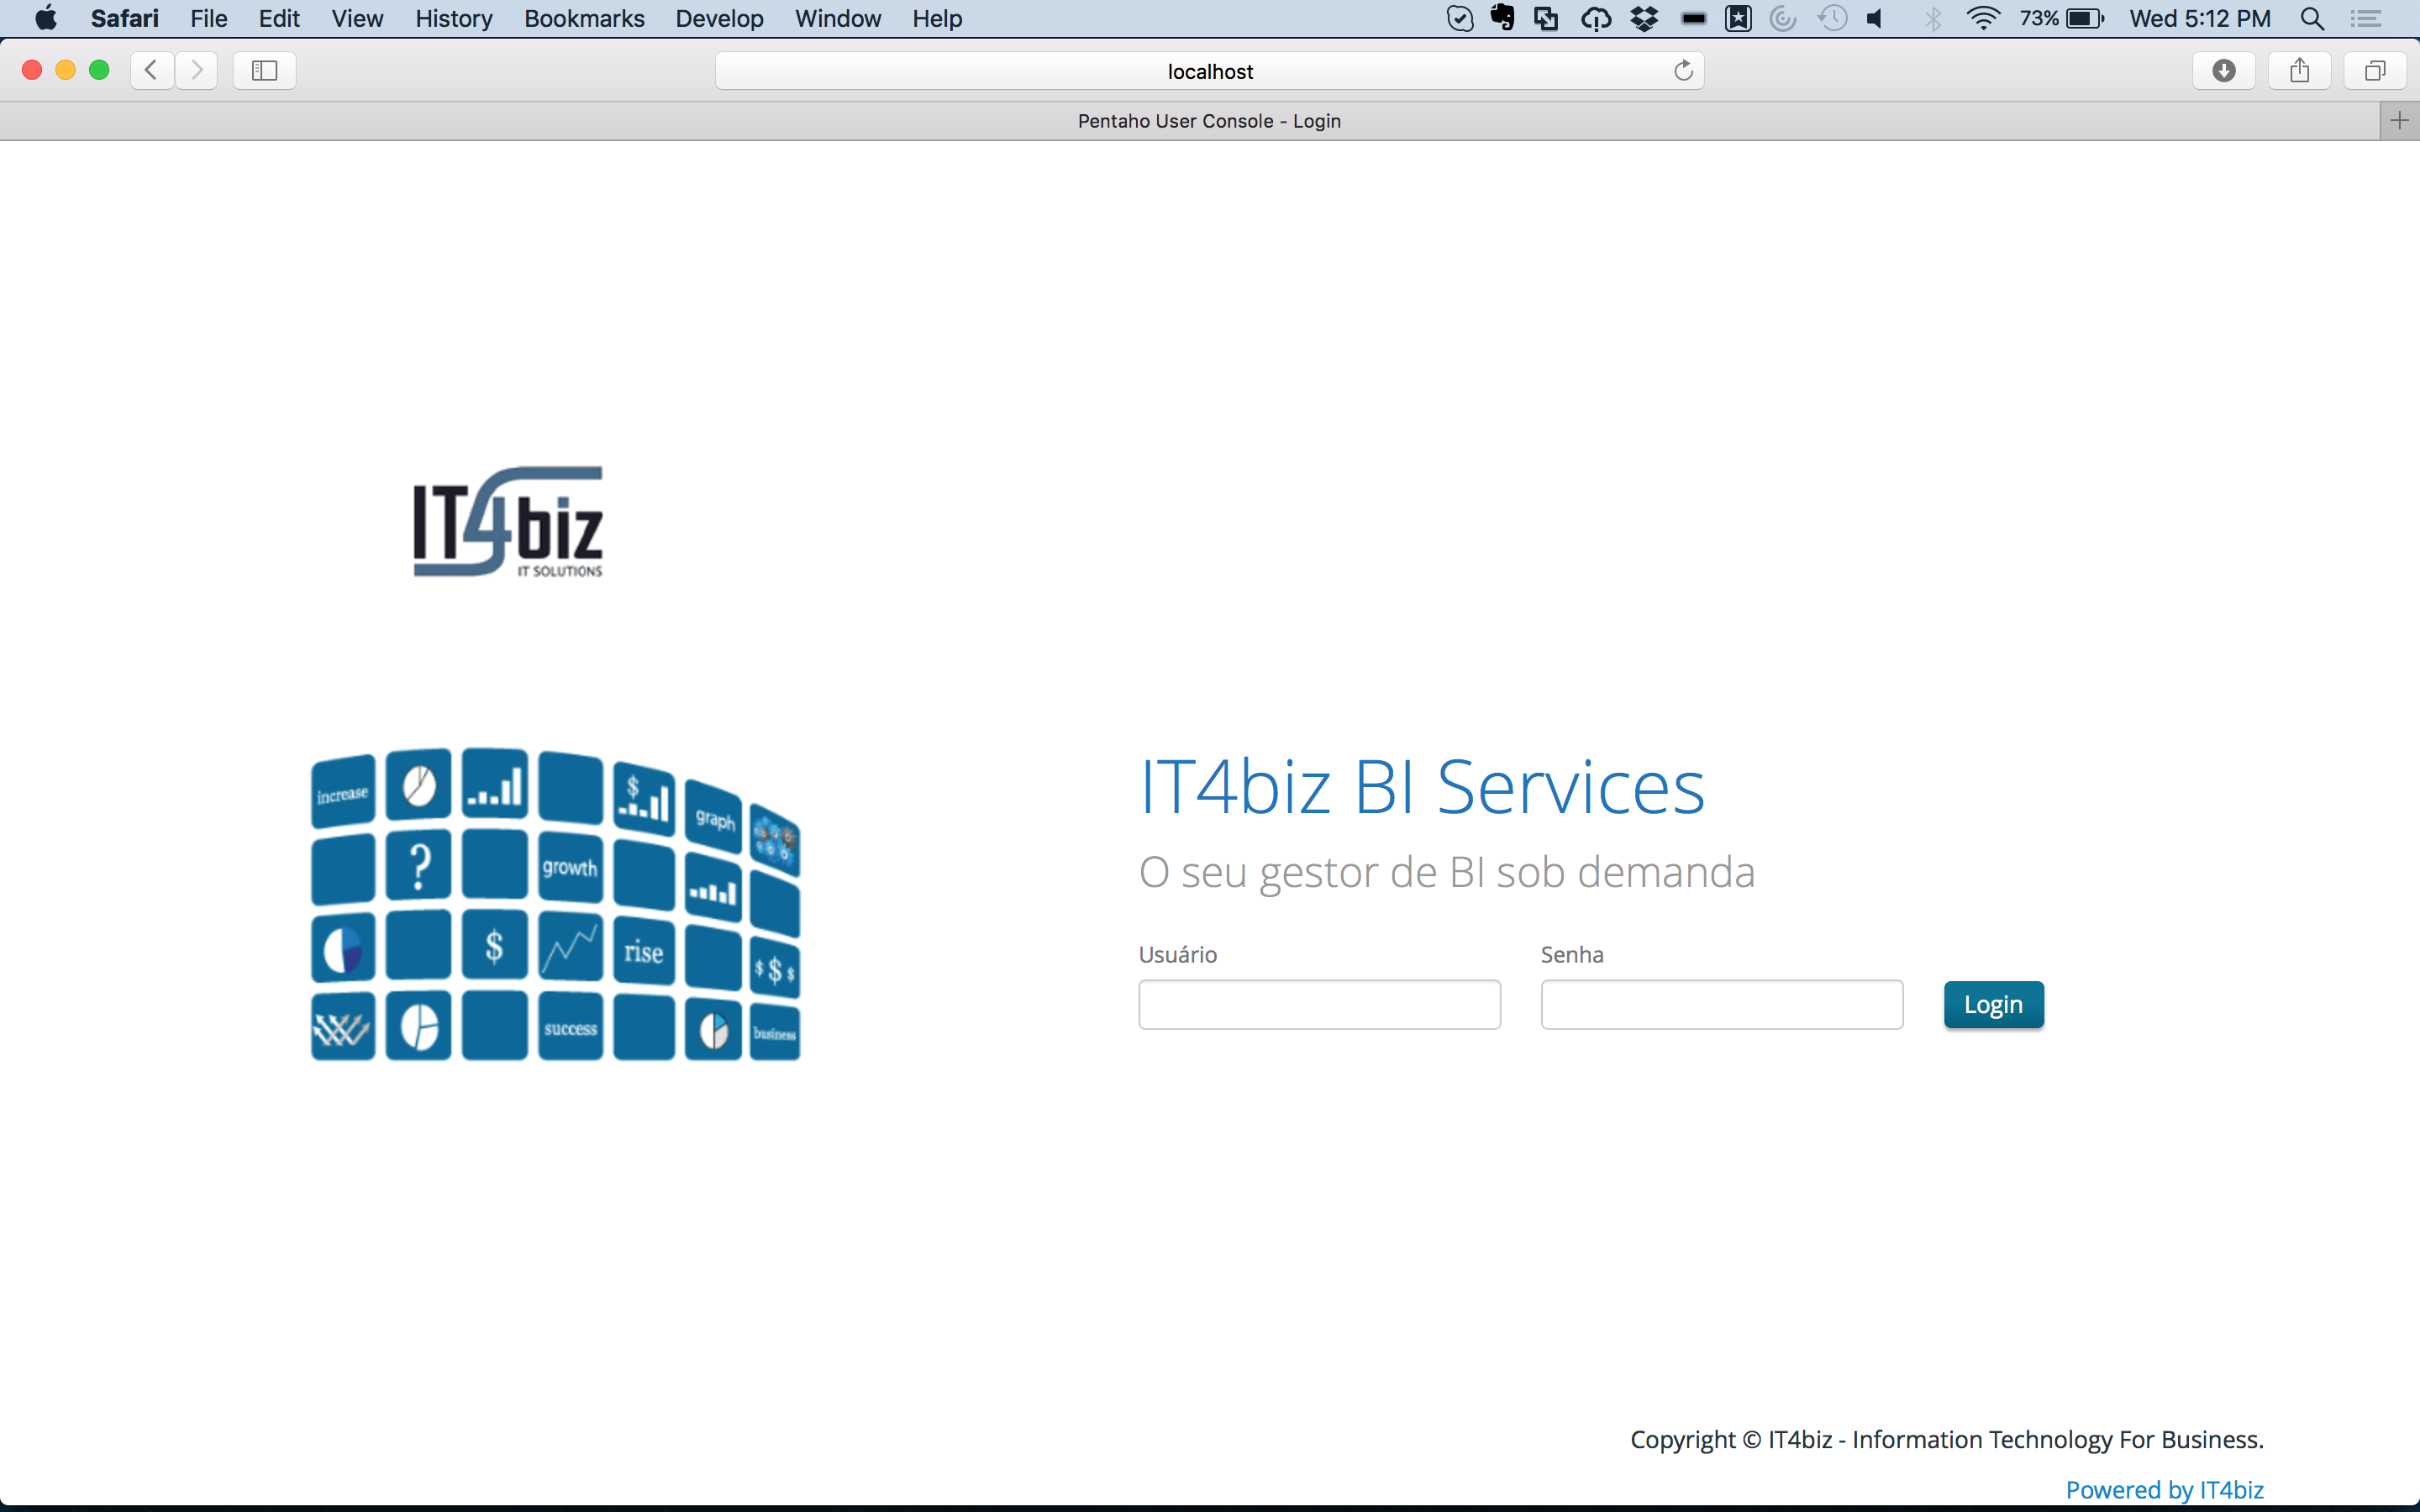 Safari File Edit View History Bookmarks Develop Window Help 73% Wed 5:12 PM
localhost
Pentaho User Console - Login
IT4biz
IT SOLUTIONS
increase $ graph
? growth
$ rise $ $ $
success business
IT4biz BI Services
O seu gestor de BI sob demanda
Usuário Senha
Login
Copyright © IT4biz - Information Technology For Business.
Powered by IT4biz